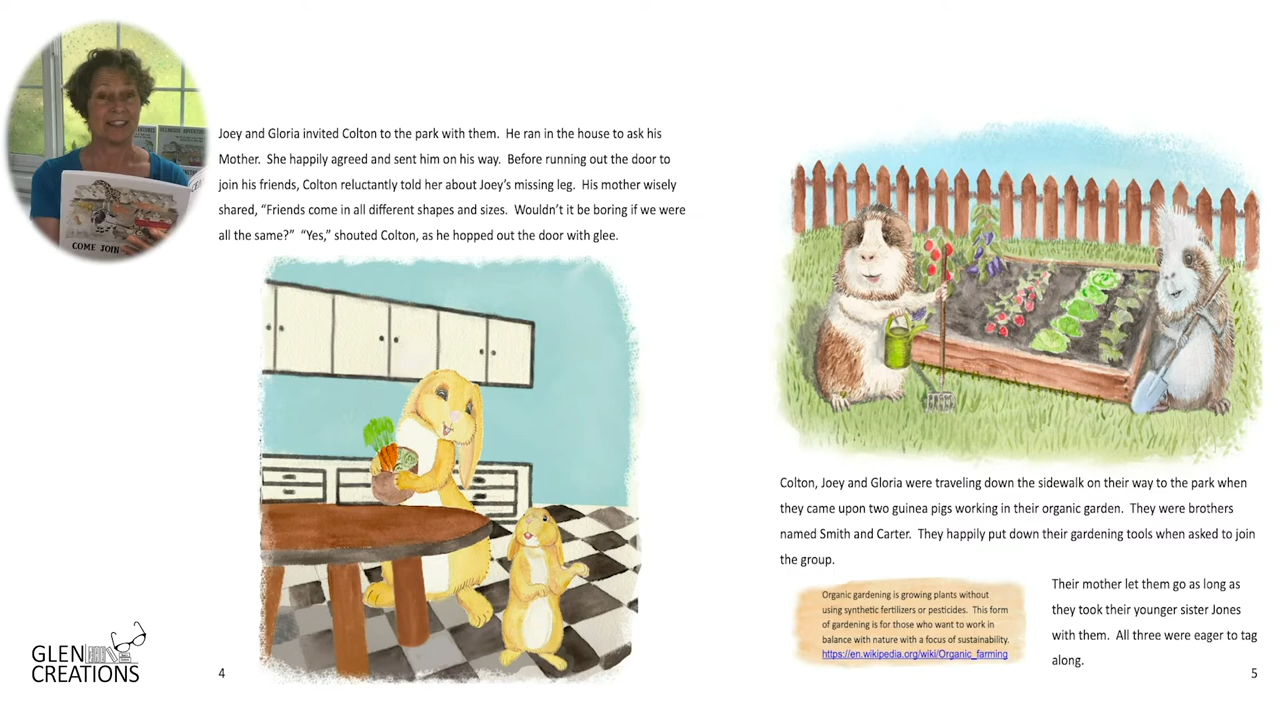 COME JOIN
Joey and Gloria invited Colton to the park with them. He ran in the house to ask his
Mother. She happily agreed and sent him on his way. Before running out the door to
join his friends, Colton reluctantly told her about Joey's missing leg. His mother wisely
shared, “Friends come in all different shapes and sizes. Wouldn't it be boring if we were
all the same?” “Yes,” shouted Colton, as he hopped out the door with glee.
GLEN
CREATIONS
4
Colton, Joey and Gloria were traveling down the sidewalk on their way to the park when
they came upon two guinea pigs working in their organic garden. They were brothers
named Smith and Carter. They happily put down their gardening tools when asked to join
the group.
Organic gardening is growing plants without
using synthetic fertilizers or pesticides. This form
of gardening is for those who want to work in
balance with nature with a focus of sustainability.
https://en.wikipedia.org/wiki/Organic_farming
Their mother let them go as long as
they took their younger sister Jones
with them. All three were eager to tag
along.
5